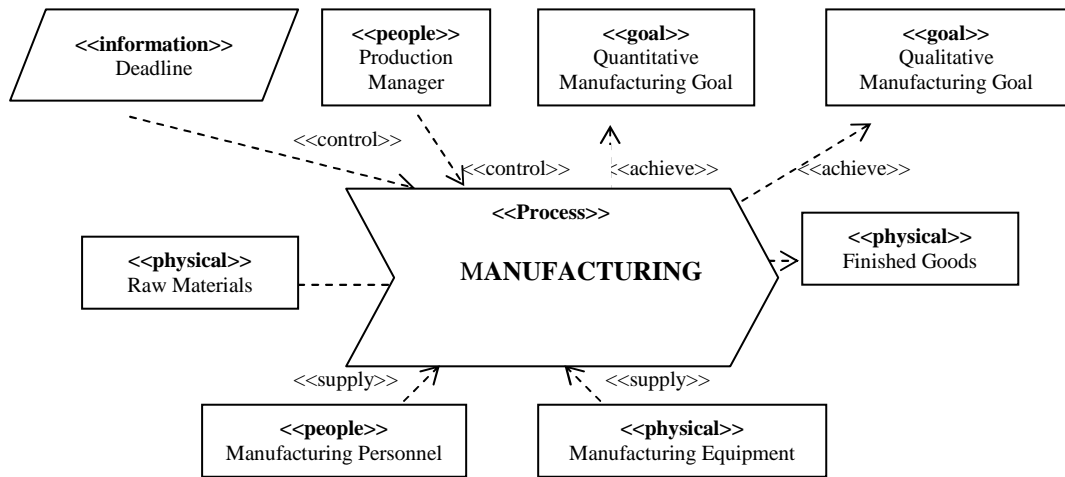 <<information>>
Deadline
<<people>>
Production
Manager
<<goal>>
Quantitative
Manufacturing Goal
<<goal>>
Qualitative
Manufacturing Goal
<<control>>
<<control>>
<<achieve>>
<<achieve>>
<<Process>>
MANUFACTURING
<<physical>>
Raw Materials
<<physical>>
Finished Goods
<<supply>>
<<supply>>
<<people>>
Manufacturing Personnel
<<physical>>
Manufacturing Equipment